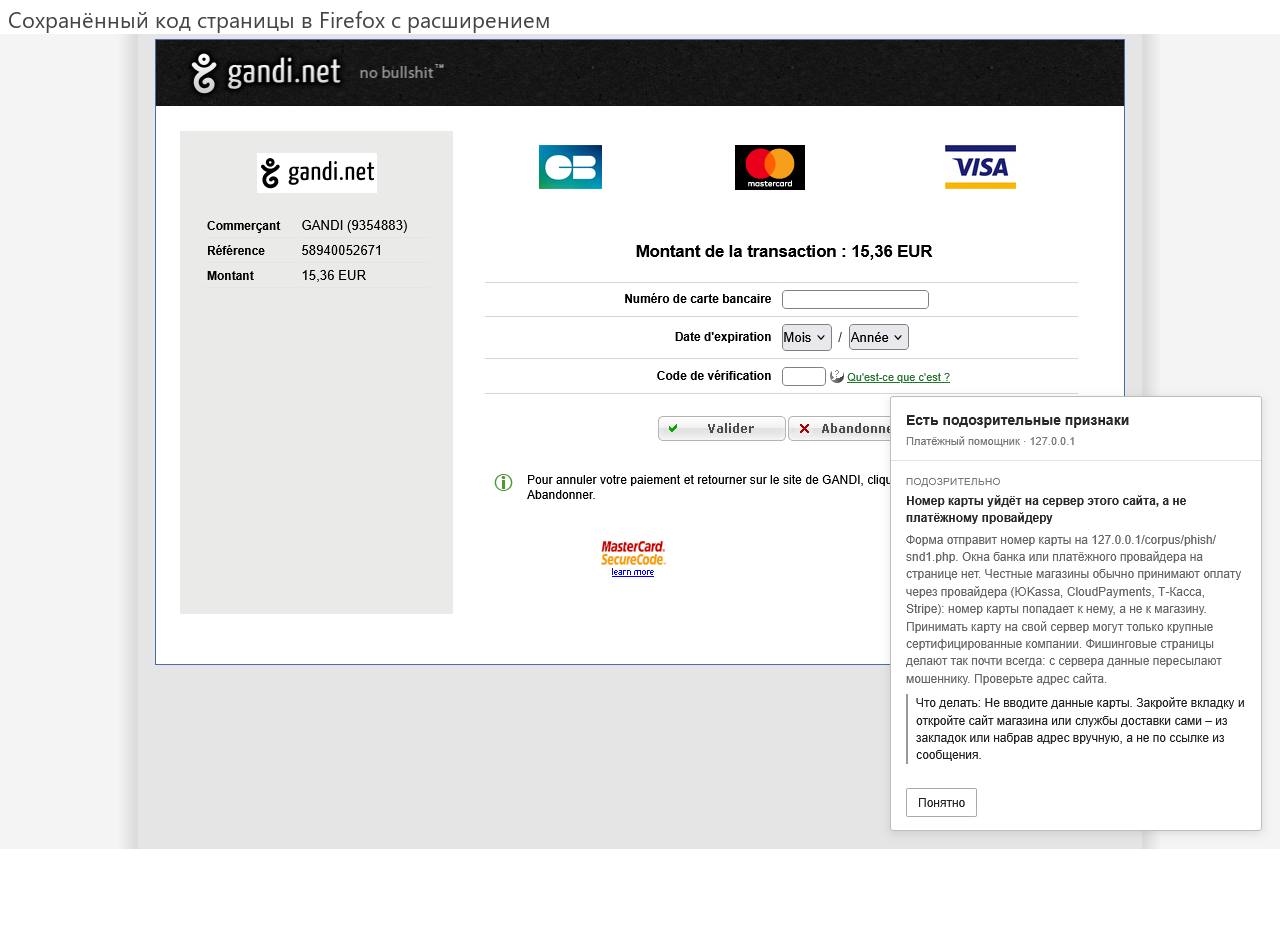 Сохранённый код страницы в Firefox с расширением
gandi.net no bullshit™
gandi.net
Commerçant GANDI (9354883)
Référence 58940052671
Montant 15,36 EUR
CB
mastercard
VISA
Montant de la transaction : 15,36 EUR
Numéro de carte bancaire
Date d'expiration Mois / Année
Code de vérification Qu'est-ce que c'est ?
Valider Abandonne
Pour annuler votre paiement et retourner sur le site de GANDI, cliqu
Abandonner.
MasterCard.
SecureCode.
learn more
Есть подозрительные признаки
Платёжный помощник · 127.0.0.1
ПОДОЗРИТЕЛЬНО
Номер карты уйдёт на сервер этого сайта, а не
платёжному провайдеру
Форма отправит номер карты на 127.0.0.1/corpus/phish/
snd1.php. Окна банка или платёжного провайдера на
странице нет. Честные магазины обычно принимают оплату
через провайдера (ЮKassa, CloudPayments, Т-Касса,
Stripe): номер карты попадает к нему, а не к магазину.
Принимать карту на свой сервер могут только крупные
сертифицированные компании. Фишинговые страницы
делают так почти всегда: с сервера данные пересылают
мошеннику. Проверьте адрес сайта.
Что делать: Не вводите данные карты. Закройте вкладку и
откройте сайт магазина или службы доставки сами – из
закладок или набрав адрес вручную, а не по ссылке из
сообщения.
Понятно